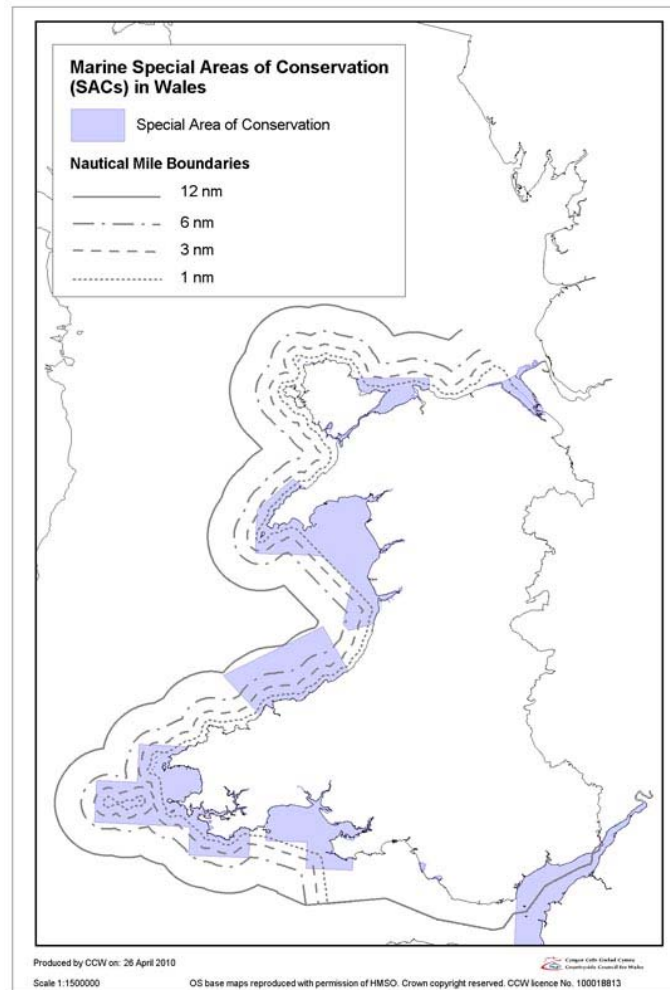 Marine Special Areas of Conservation
(SACs) in Wales
Special Area of Conservation
Nautical Mile Boundaries
12 nm
6 nm
3 nm
1 nm
Produced by CCW on: 26 April 2010
Scale 1:1500000
OS base maps reproduced with permission of HMSO. Crown copyright reserved. CCW licence No. 100018813
Cyngor Cefn Gwlad Cymru
Countryside Council for Wales